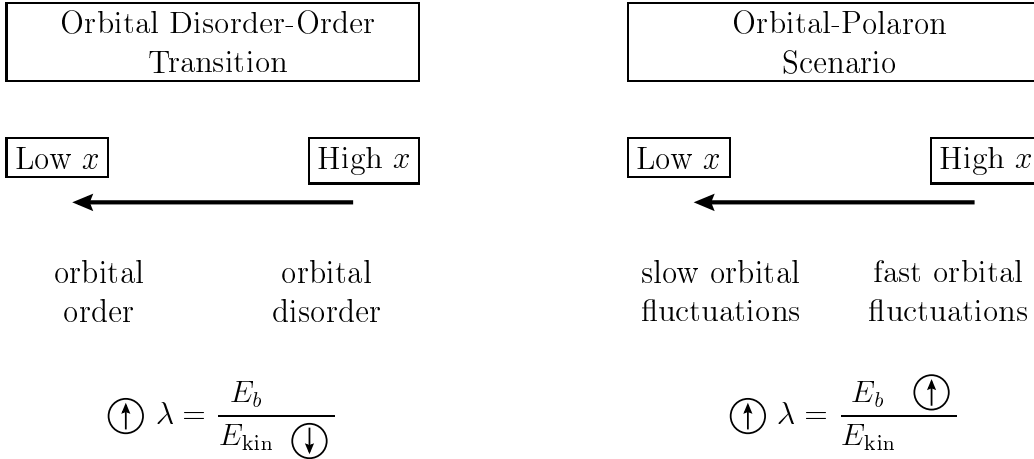 Orbital Disorder-Order
Transition
Low x
High x
orbital
order
orbital
disorder
↑ λ = E_b / E_kin ↓
Orbital-Polaron
Scenario
Low x
High x
slow orbital
fluctuations
fast orbital
fluctuations
↑ λ = E_b ↑ / E_kin